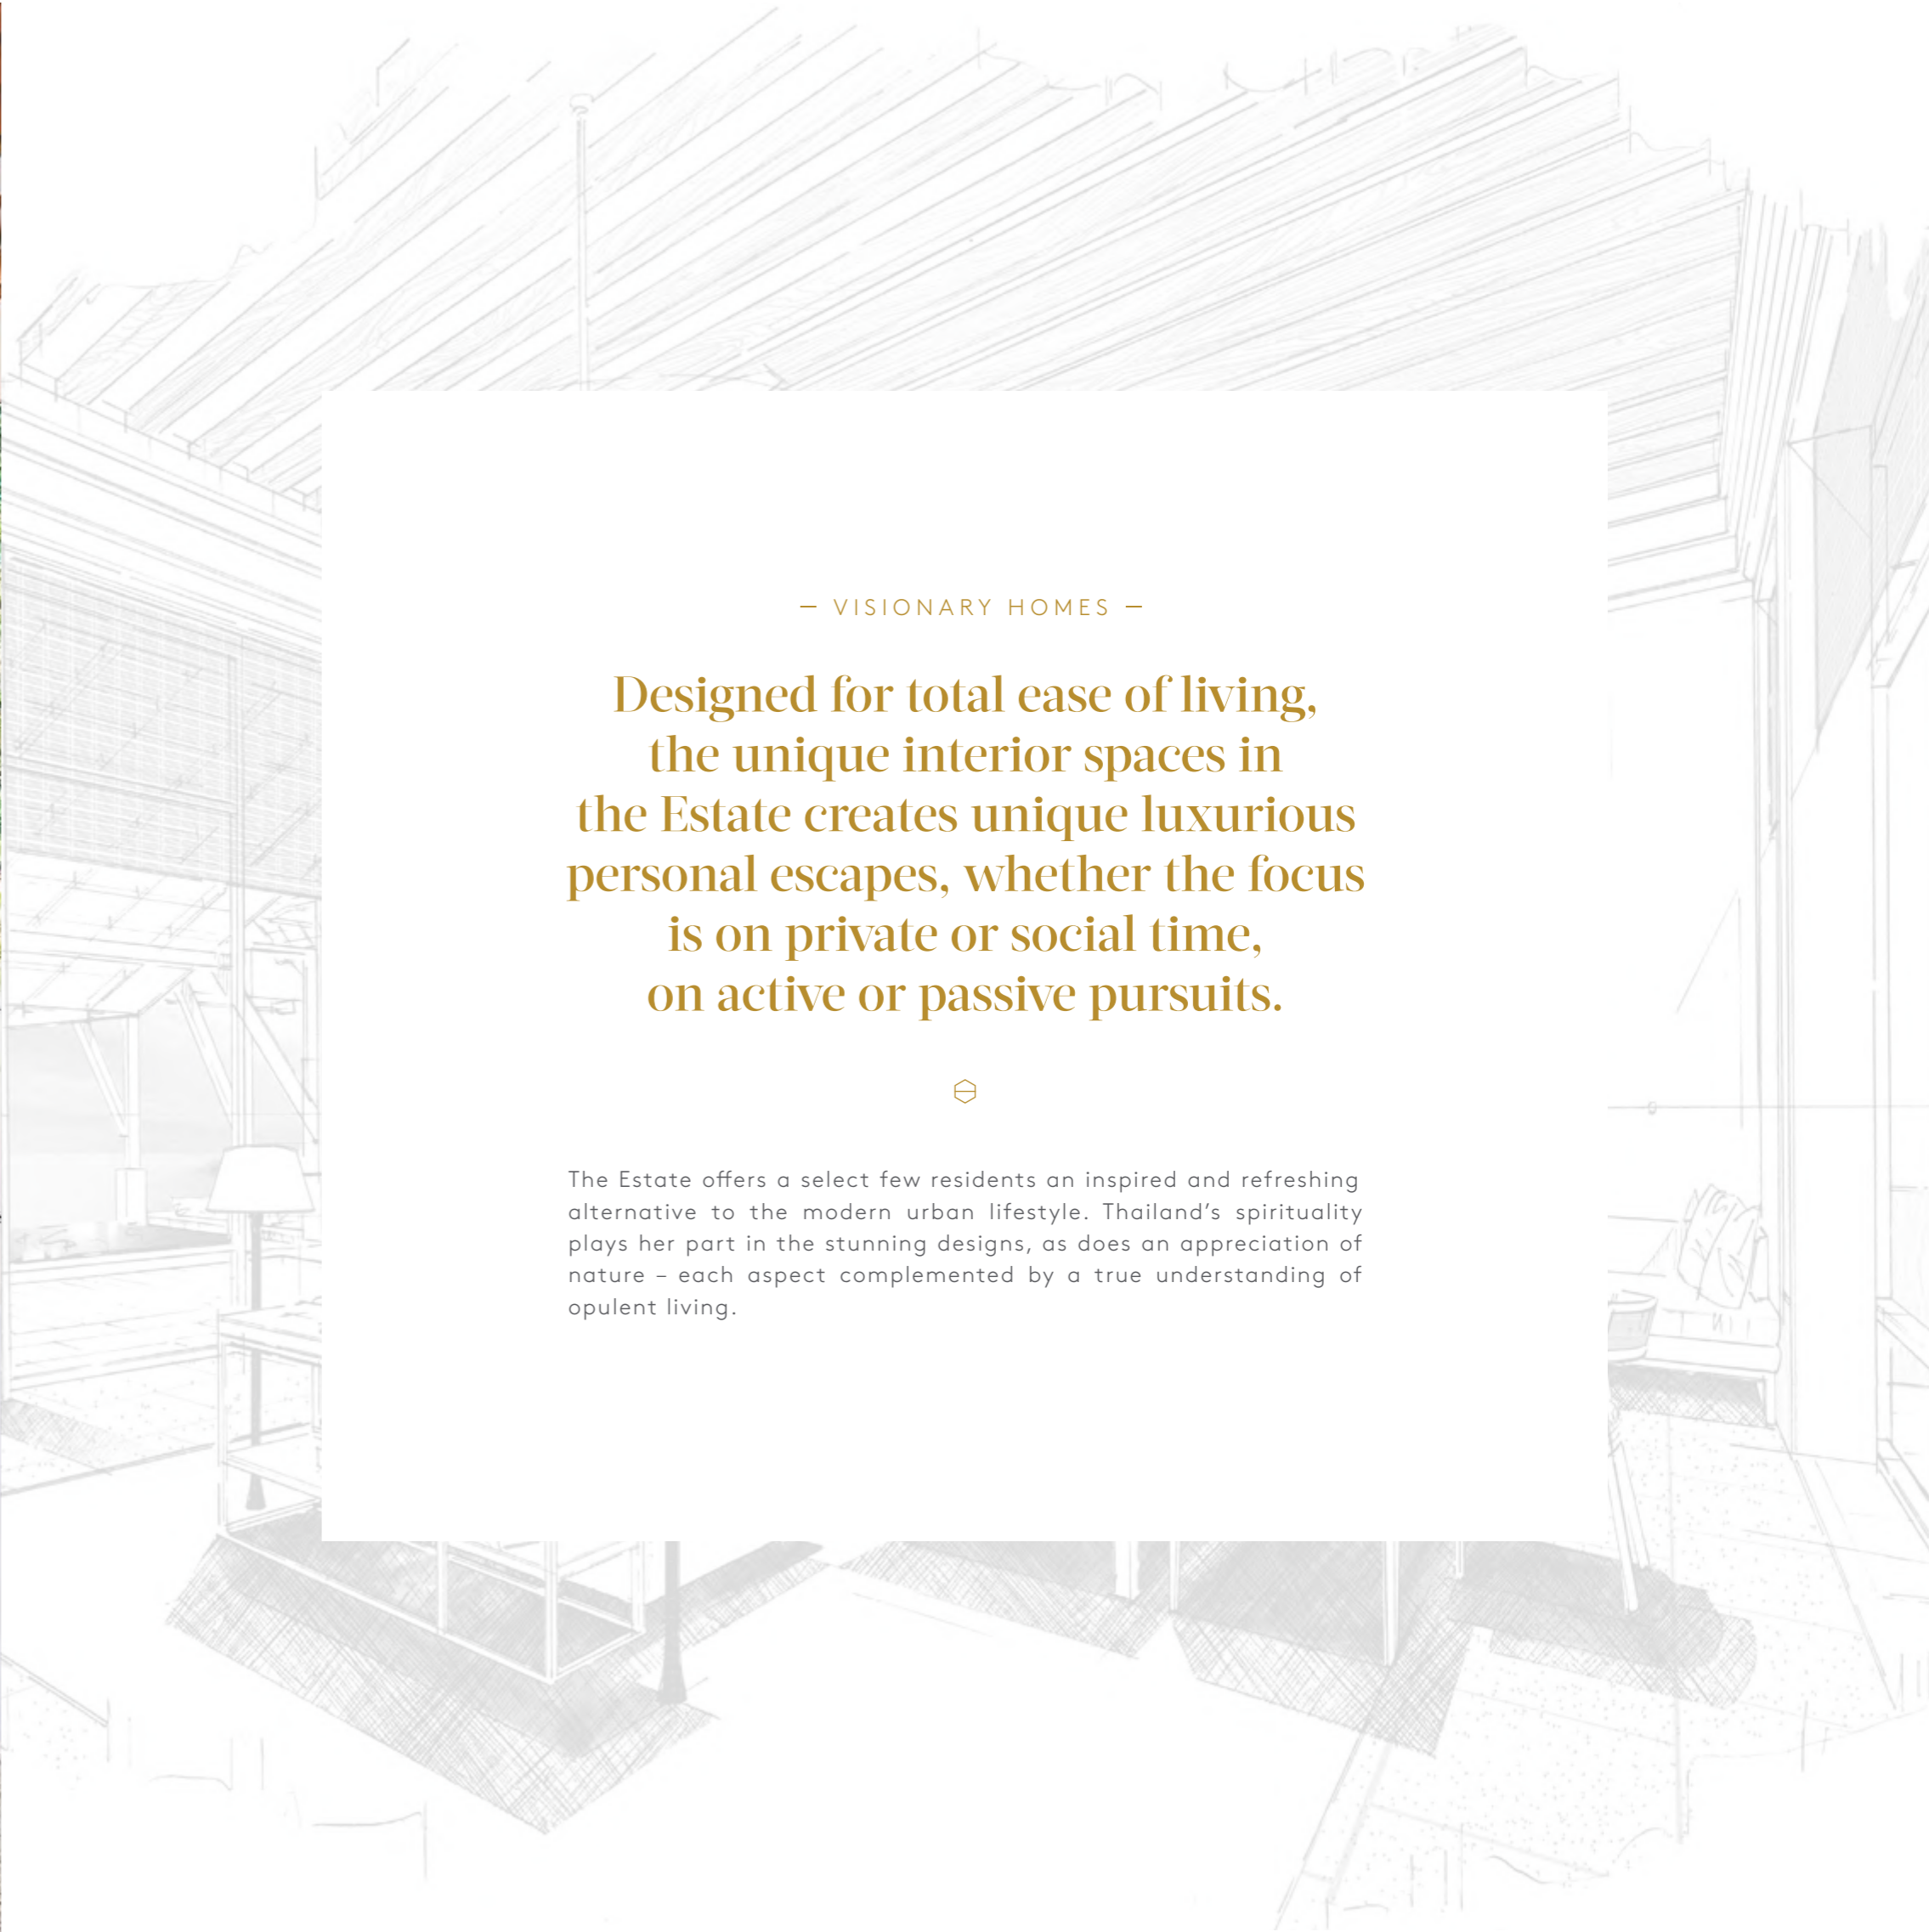 — VISIONARY HOMES —
Designed for total ease of living,
the unique interior spaces in
the Estate creates unique luxurious
personal escapes, whether the focus
is on private or social time,
on active or passive pursuits.
The Estate offers a select few residents an inspired and refreshing
alternative to the modern urban lifestyle. Thailand’s spirituality
plays her part in the stunning designs, as does an appreciation of
nature – each aspect complemented by a true understanding of
opulent living.